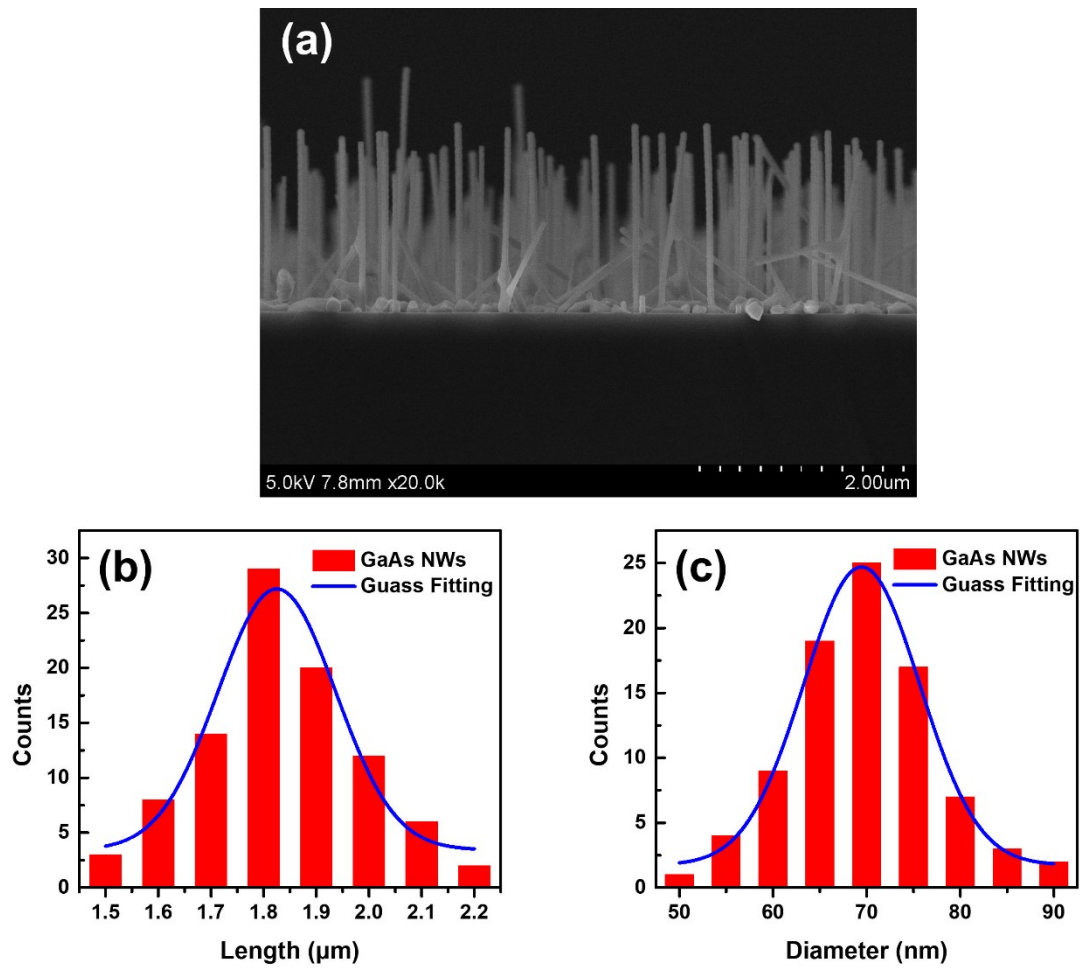 (a)
5.0kV 7.8mm x20.0k 2.00um
(b)
GaAs NWs
Guass Fitting
Counts
30
25
20
15
10
5
0
1.5 1.6 1.7 1.8 1.9 2.0 2.1 2.2
Length (µm)
(c)
GaAs NWs
Guass Fitting
Counts
25
20
15
10
5
0
50 60 70 80 90
Diameter (nm)